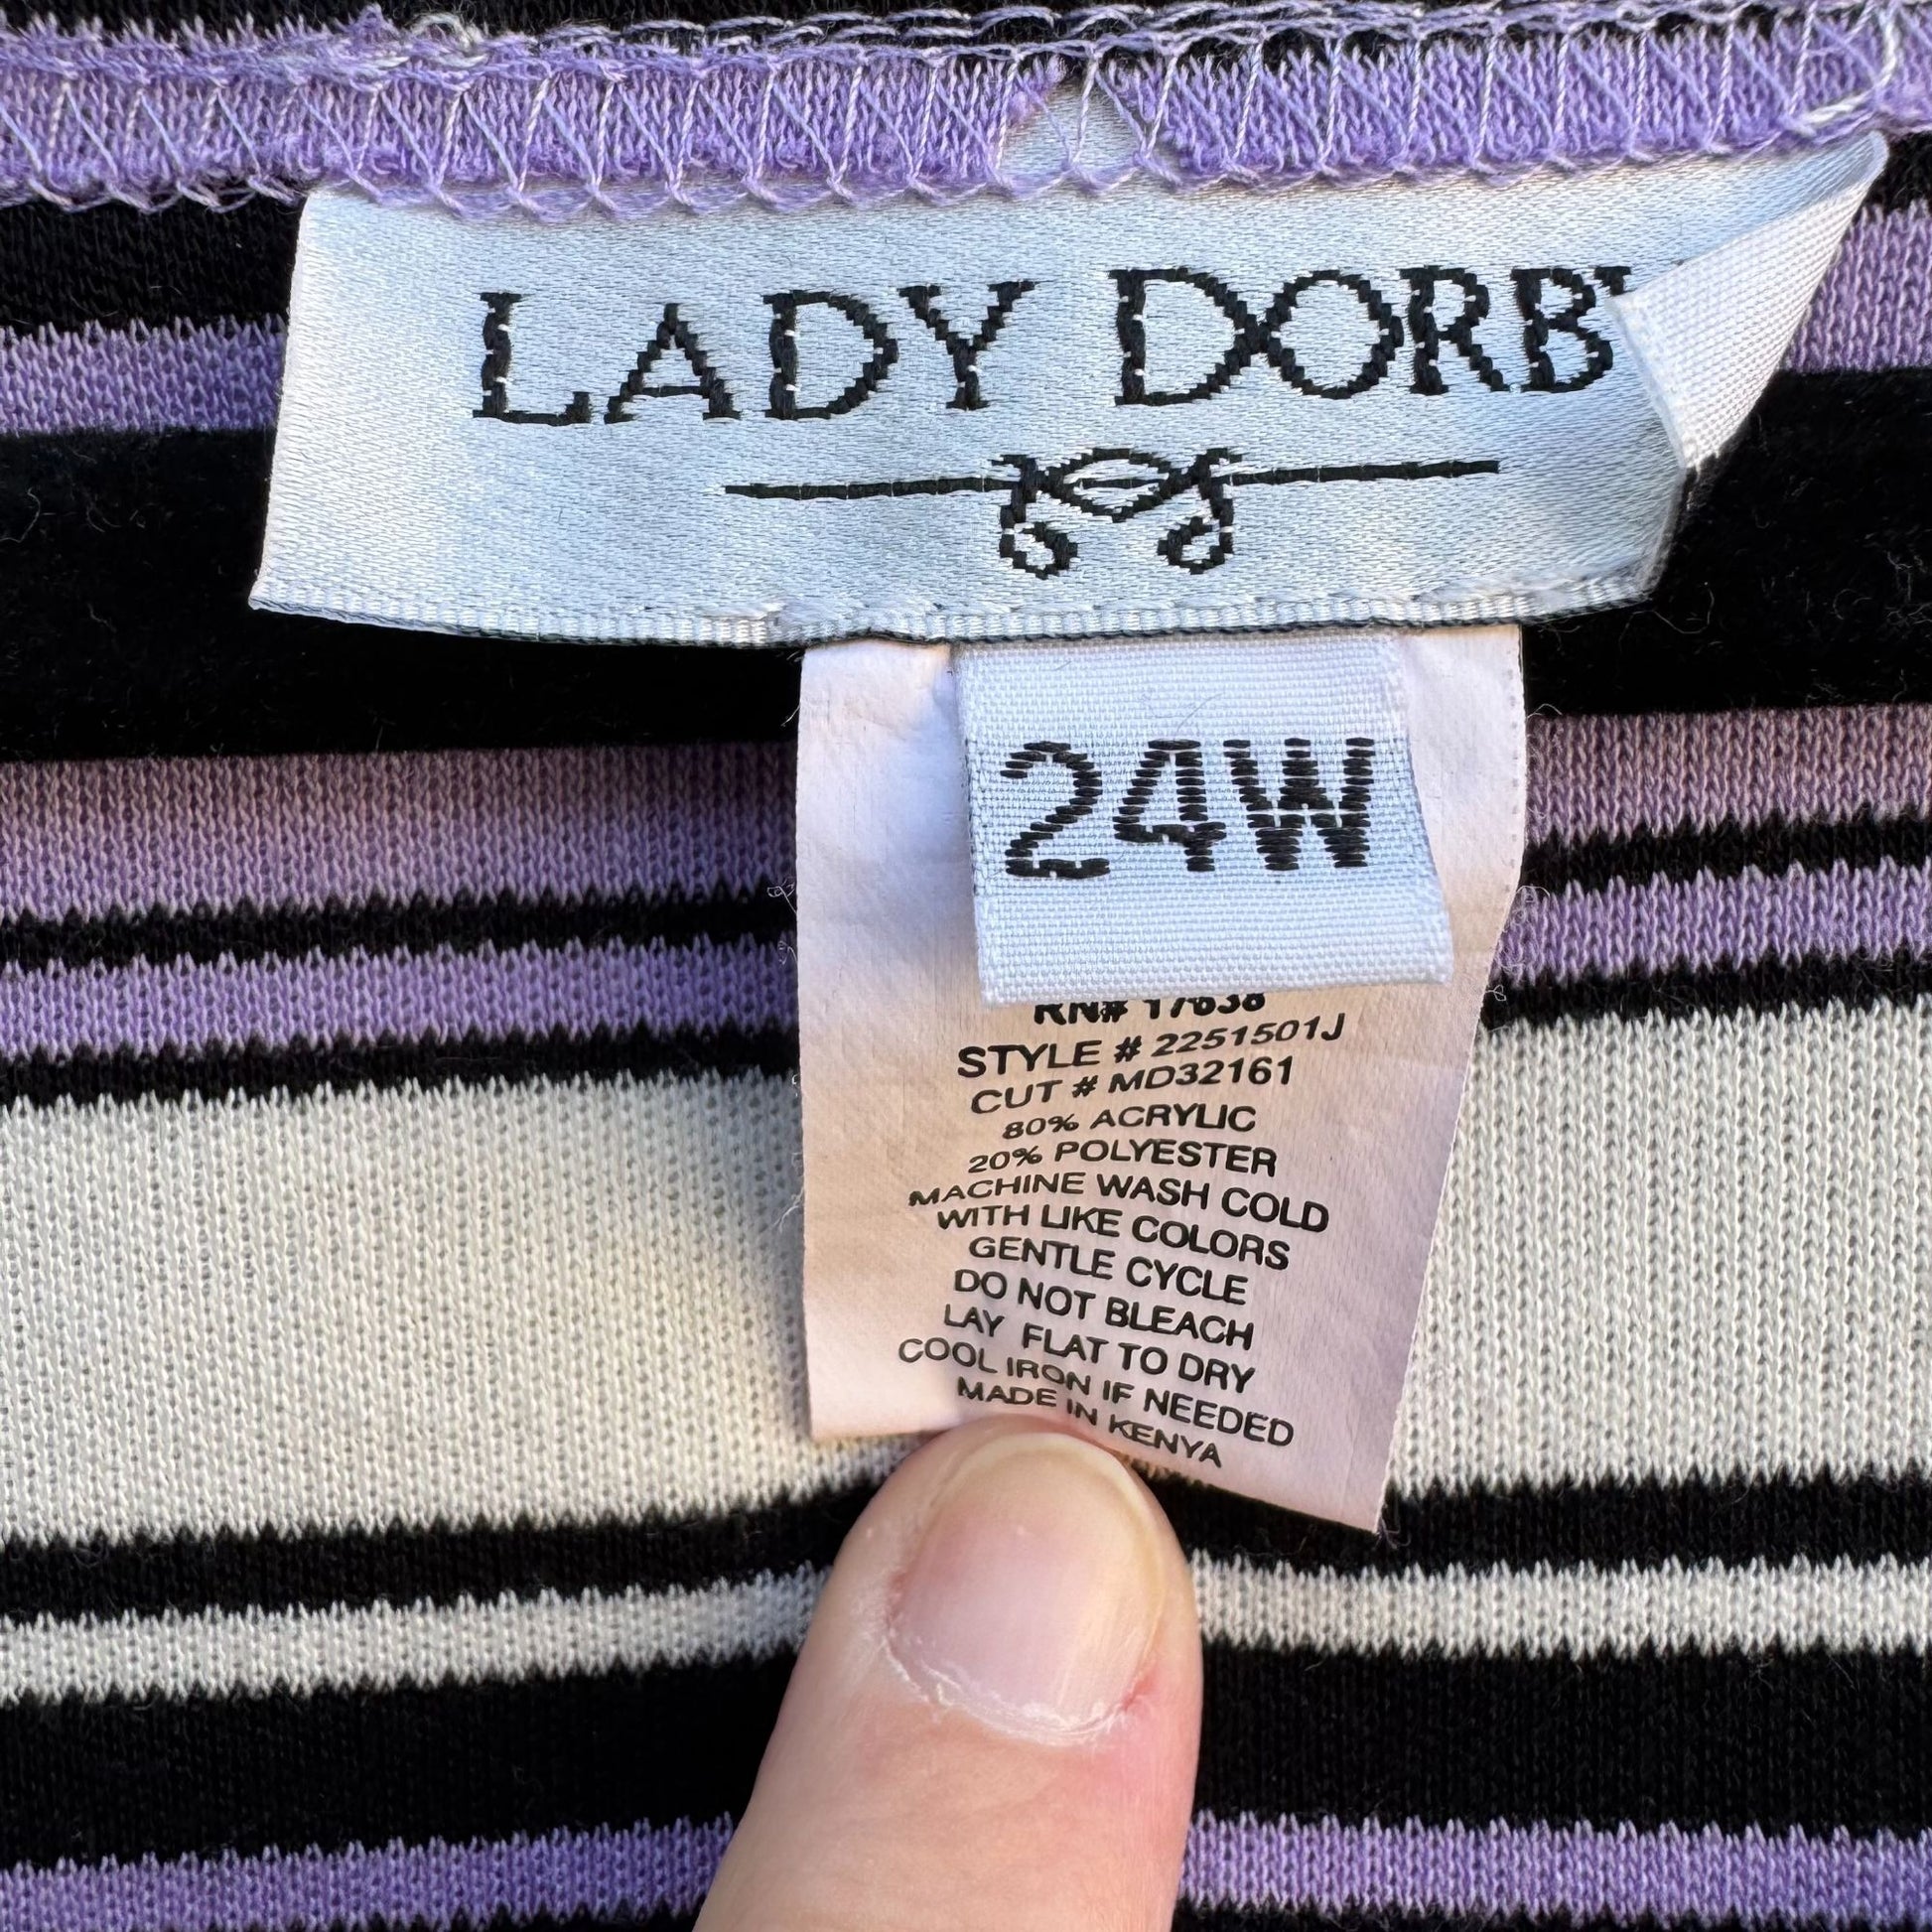 LADY DORBY
24W
RN# 17638
STYLE # 2251501J
CUT # MD32161
80% ACRYLIC
20% POLYESTER
MACHINE WASH COLD
WITH LIKE COLORS
GENTLE CYCLE
DO NOT BLEACH
LAY FLAT TO DRY
COOL IRON IF NEEDED
MADE IN KENYA